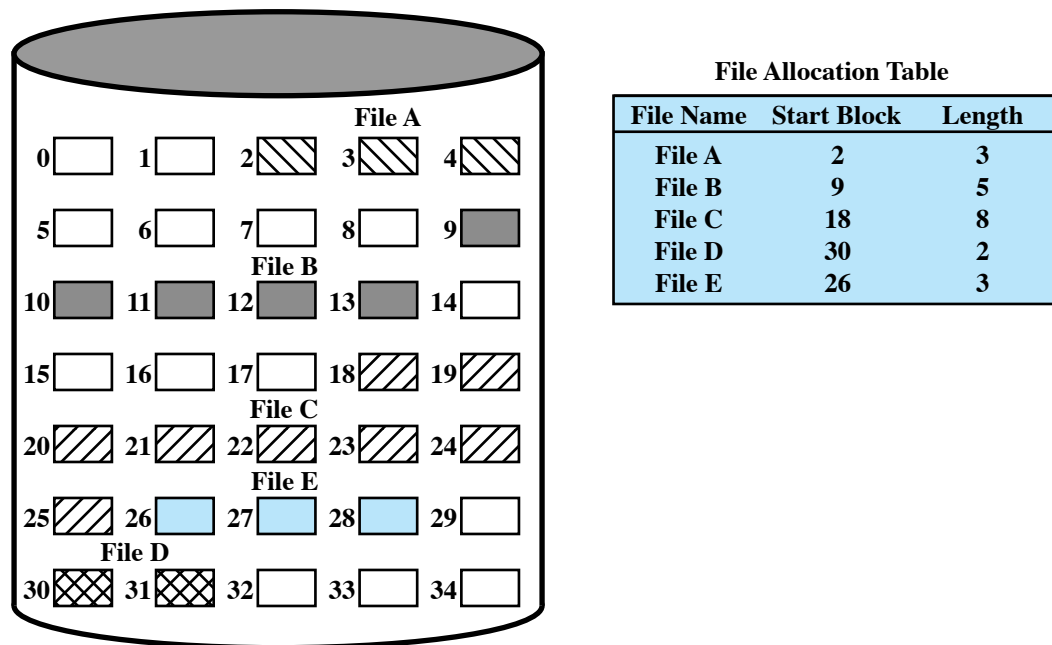 File A
0 1 2 3 4
5 6 7 8 9
File B
10 11 12 13 14
15 16 17 18 19
File C
20 21 22 23 24
File E
25 26 27 28 29
File D
30 31 32 33 34
File Allocation Table
File Name Start Block Length
File A 2 3
File B 9 5
File C 18 8
File D 30 2
File E 26 3